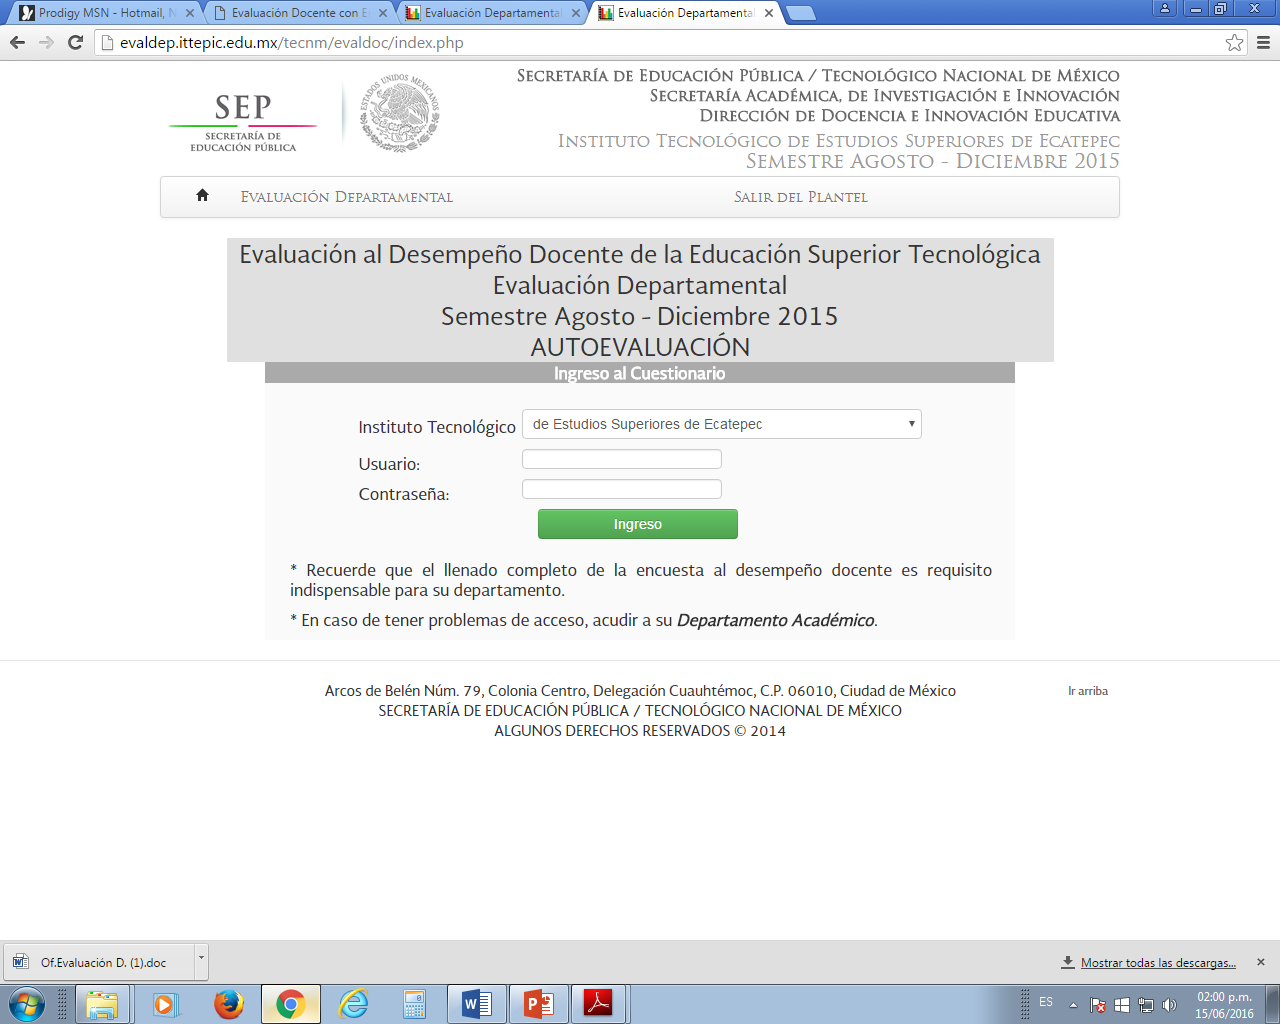 Prodigy MSN - Hotmail, N
Evaluación Docente con E
Evaluación Departamental
Evaluación Departamental
evaldep.ittepic.edu.mx/tecnm/evaldoc/index.php
SEP
SECRETARÍA DE
EDUCACIÓN PÚBLICA
ESTADOS UNIDOS MEXICANOS
Secretaría de Educación Pública / Tecnológico Nacional de México
Secretaría Académica, de Investigación e Innovación
Dirección de Docencia e Innovación Educativa
Instituto Tecnológico de Estudios Superiores de Ecatepec
Semestre Agosto - Diciembre 2015
Evaluación Departamental
Salir del Plantel
Evaluación al Desempeño Docente de la Educación Superior Tecnológica
Evaluación Departamental
Semestre Agosto - Diciembre 2015
AUTOEVALUACIÓN
Ingreso al Cuestionario
Instituto Tecnológico de Estudios Superiores de Ecatepec
Usuario:
Contraseña:
Ingreso
* Recuerde que el llenado completo de la encuesta al desempeño docente es requisito
indispensable para su departamento.
* En caso de tener problemas de acceso, acudir a su Departamento Académico.
Arcos de Belén Núm. 79, Colonia Centro, Delegación Cuauhtémoc, C.P. 06010, Ciudad de México
Ir arriba
SECRETARÍA DE EDUCACIÓN PÚBLICA / TECNOLÓGICO NACIONAL DE MÉXICO
ALGUNOS DERECHOS RESERVADOS © 2014
Of.Evaluación D. (1).doc
Mostrar todas las descargas...
ES
02:00 p.m.
15/06/2016